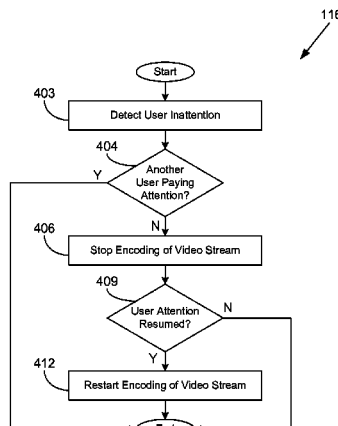 116
Start
403
Detect User Inattention
404
Another
User Paying
Attention?
Y
N
406
Stop Encoding of Video Stream
409
User Attention
Resumed?
N
Y
412
Restart Encoding of Video Stream